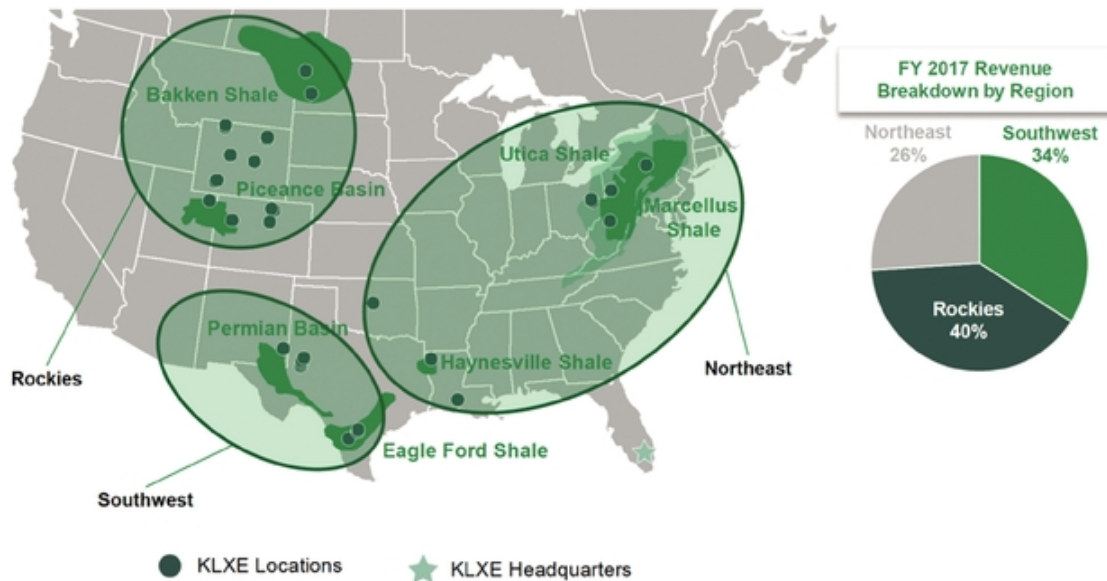 FY 2017 Revenue
Breakdown by Region
Bakken Shale
Northeast
26%
Southwest
34%
Utica Shale
Piceance Basin
Marcellus
Shale
Rockies
40%
Permian Basin
Haynesville Shale
Rockies
Northeast
Eagle Ford Shale
Southwest
KLXE Locations
KLXE Headquarters